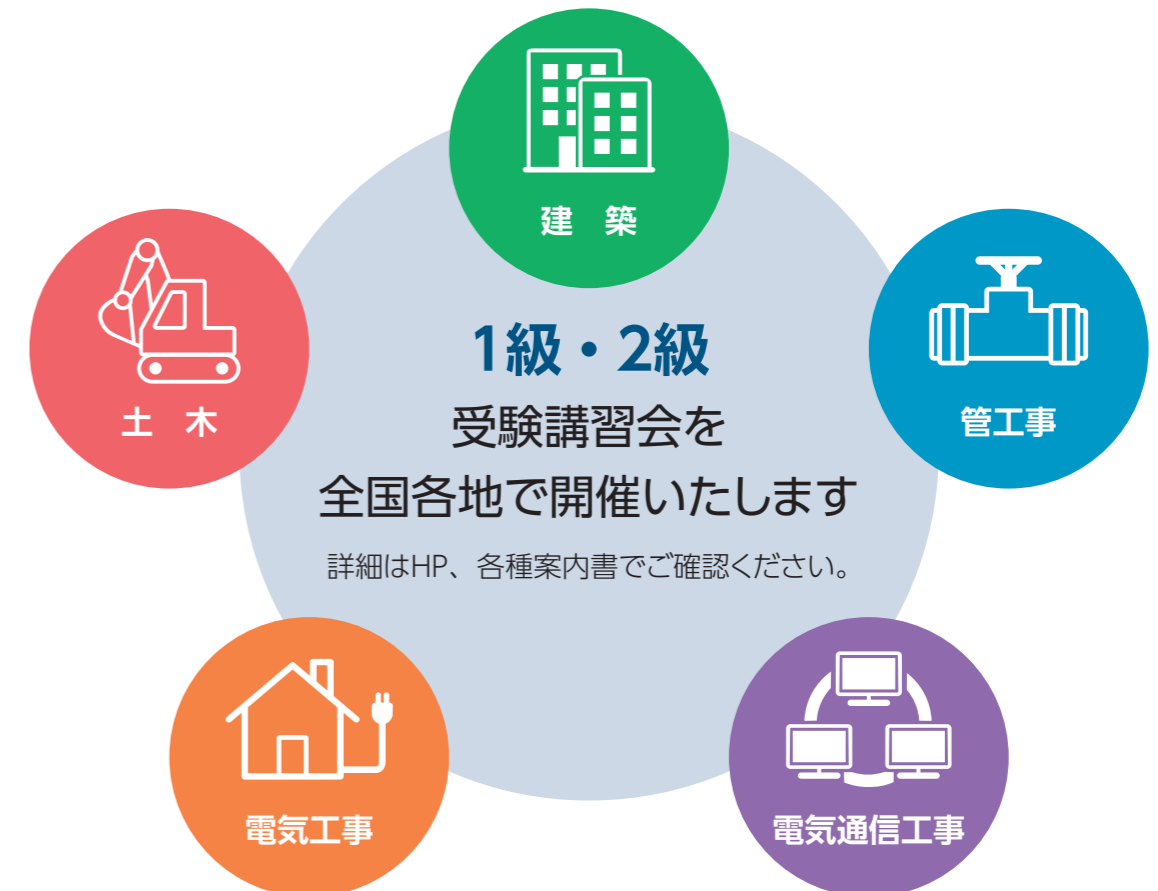 建 築
土 木
管工事
1級・2級
受験講習会を
全国各地で開催いたします
詳細はHP、各種案内書でご確認ください。
電気工事
電気通信工事